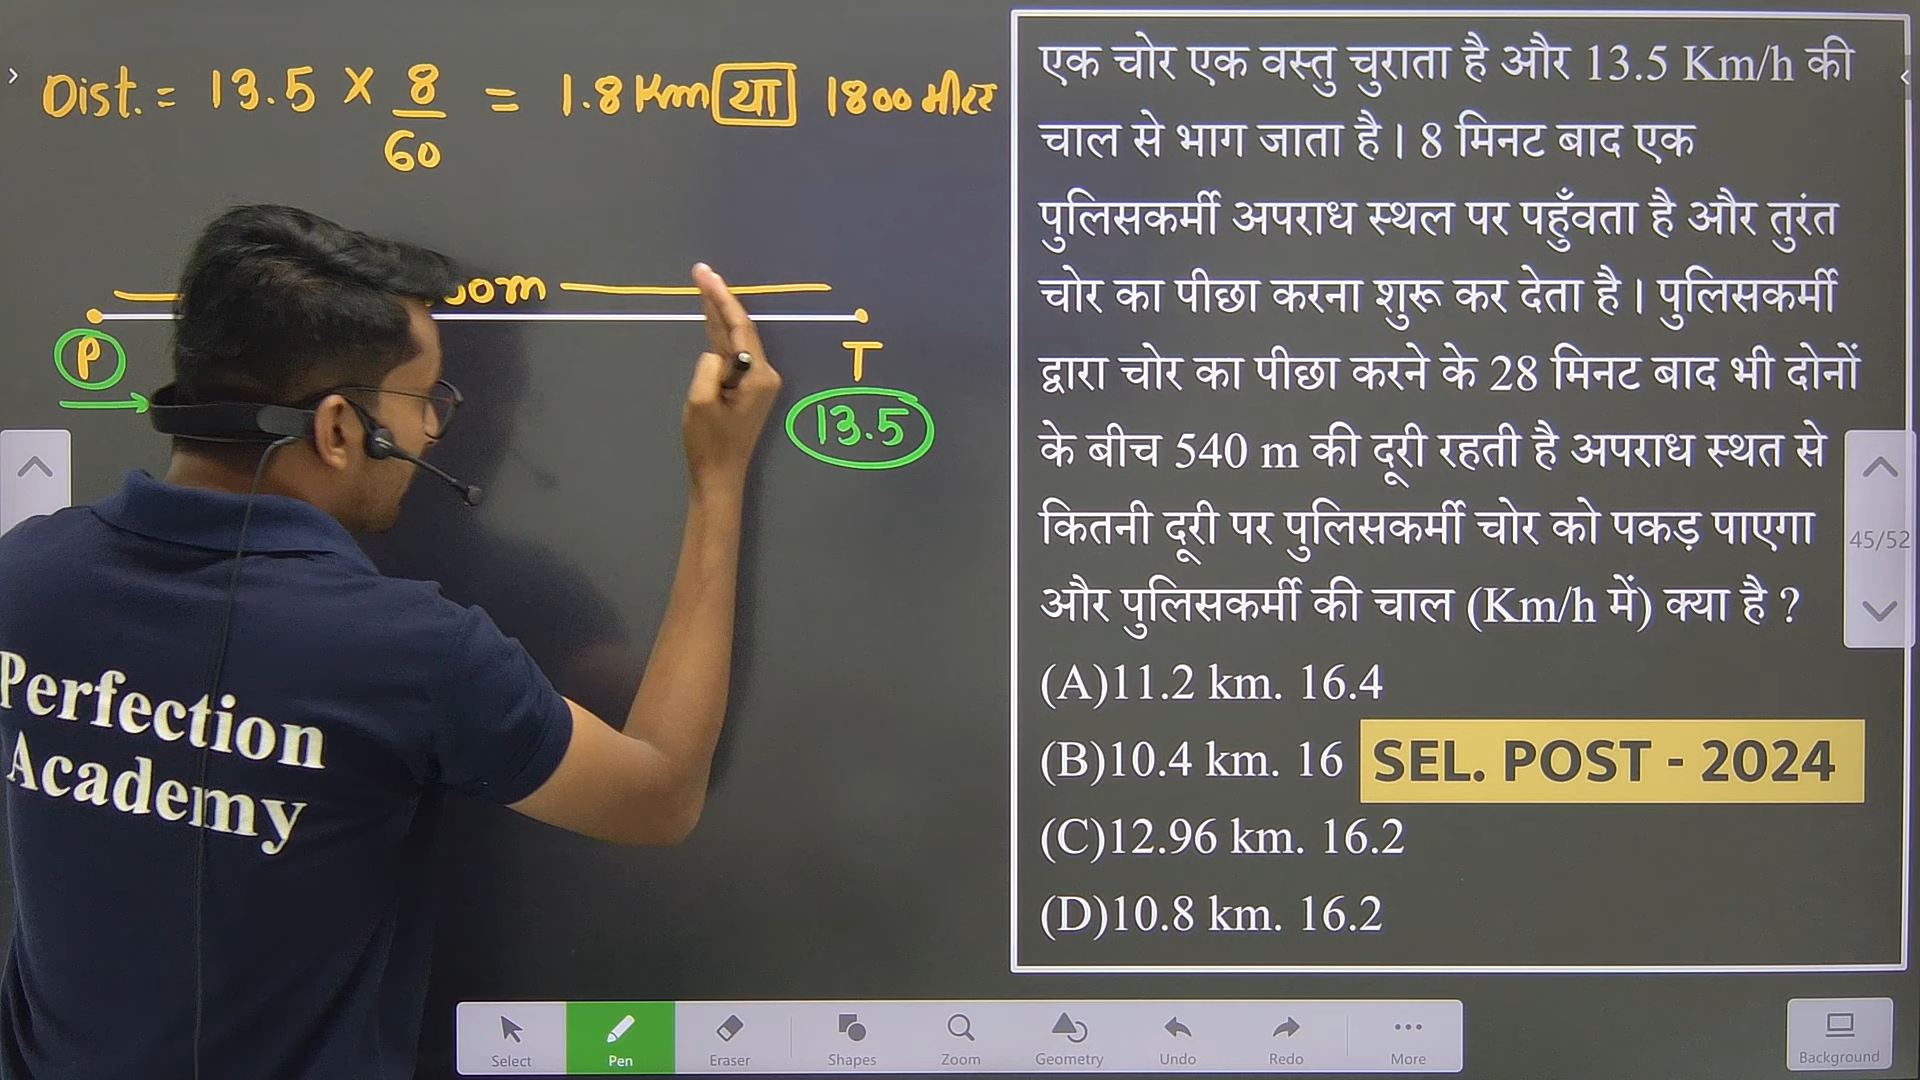 Dist. = 13.5 × 8/60 = 1.8 Km या 1800 मीटर
P
T
13.5
एक चोर एक वस्तु चुराता है और 13.5 Km/h की
चाल से भाग जाता है। 8 मिनट बाद एक
पुलिसकर्मी अपराध स्थल पर पहुँवता है और तुरंत
चोर का पीछा करना शुरू कर देता है। पुलिसकर्मी
द्वारा चोर का पीछा करने के 28 मिनट बाद भी दोनों
के बीच 540 m की दूरी रहती है अपराध स्थत से
कितनी दूरी पर पुलिसकर्मी चोर को पकड़ पाएगा
और पुलिसकर्मी की चाल (Km/h में) क्या है ?
(A)11.2 km. 16.4
(B)10.4 km. 16
SEL. POST - 2024
(C)12.96 km. 16.2
(D)10.8 km. 16.2
45/52
Perfection
Academy
Select
Pen
Eraser
Shapes
Zoom
Geometry
Undo
Redo
More
Background